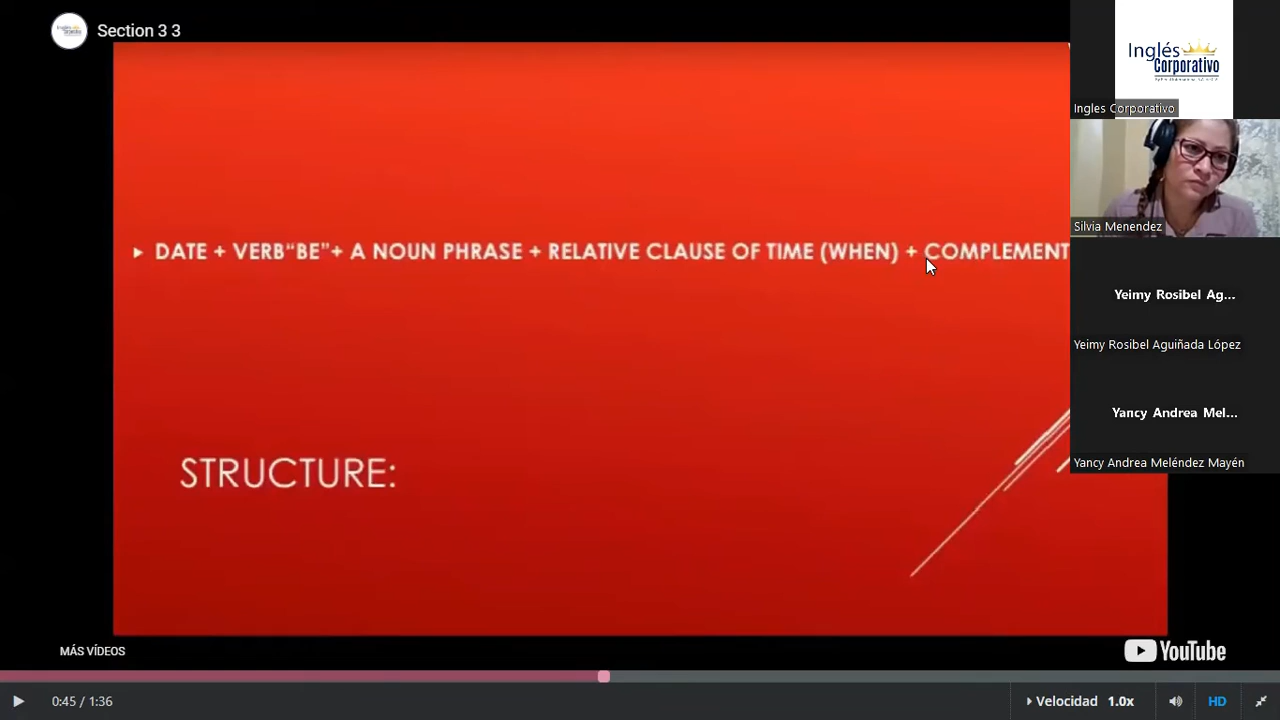 Section 3 3
Inglés
Corporativo
Ingles Corporativo
DATE + VERB“BE”+ A NOUN PHRASE + RELATIVE CLAUSE OF TIME (WHEN) + COMPLEMENT
Silvia Menendez
Yeimy Rosibel Ag...
Yeimy Rosibel Aguiñada López
Yancy Andrea Mel...
Yancy Andrea Meléndez Mayén
STRUCTURE:
MÁS VÍDEOS
YouTube
0:45 / 1:36
Velocidad 1.0x
HD